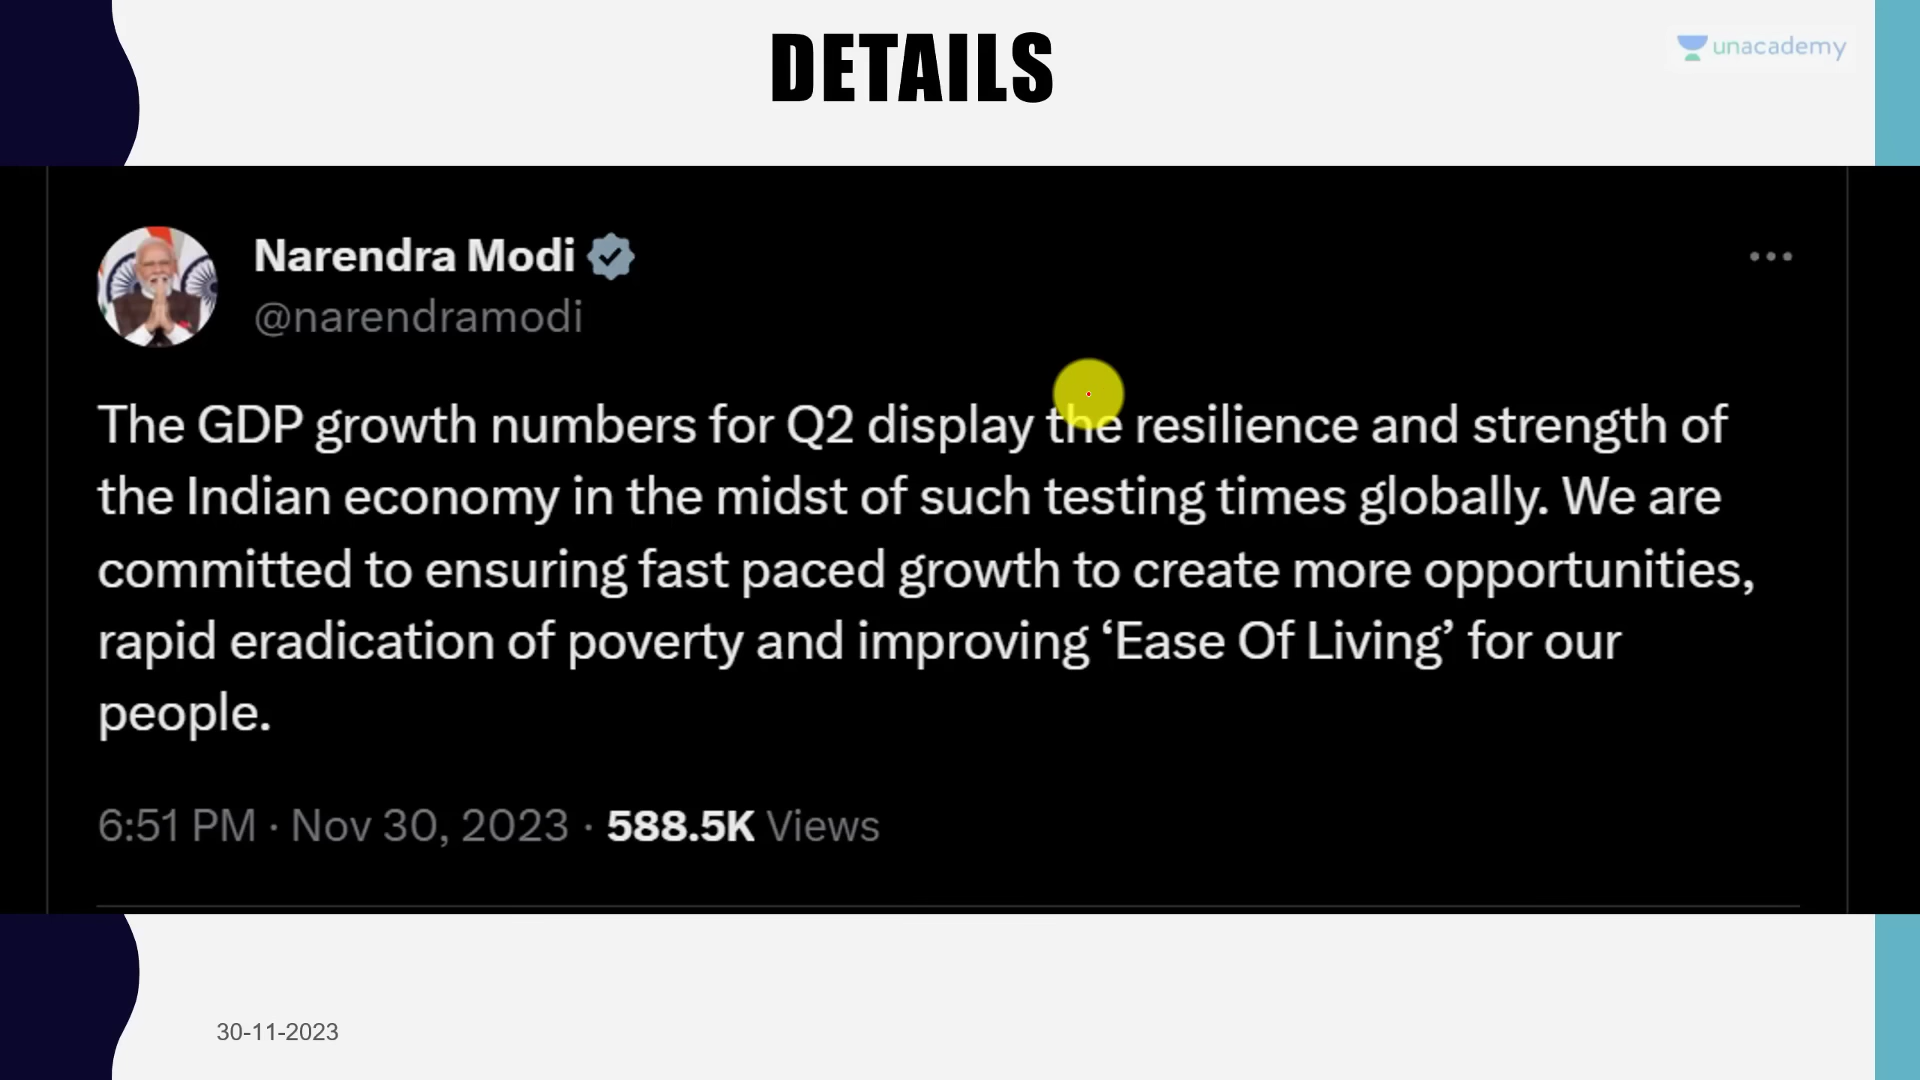 DETAILS
unacademy
Narendra Modi
@narendramodi
The GDP growth numbers for Q2 display the resilience and strength of
the Indian economy in the midst of such testing times globally. We are
committed to ensuring fast paced growth to create more opportunities,
rapid eradication of poverty and improving ‘Ease Of Living’ for our
people.
6:51 PM · Nov 30, 2023 · 588.5K Views
30-11-2023